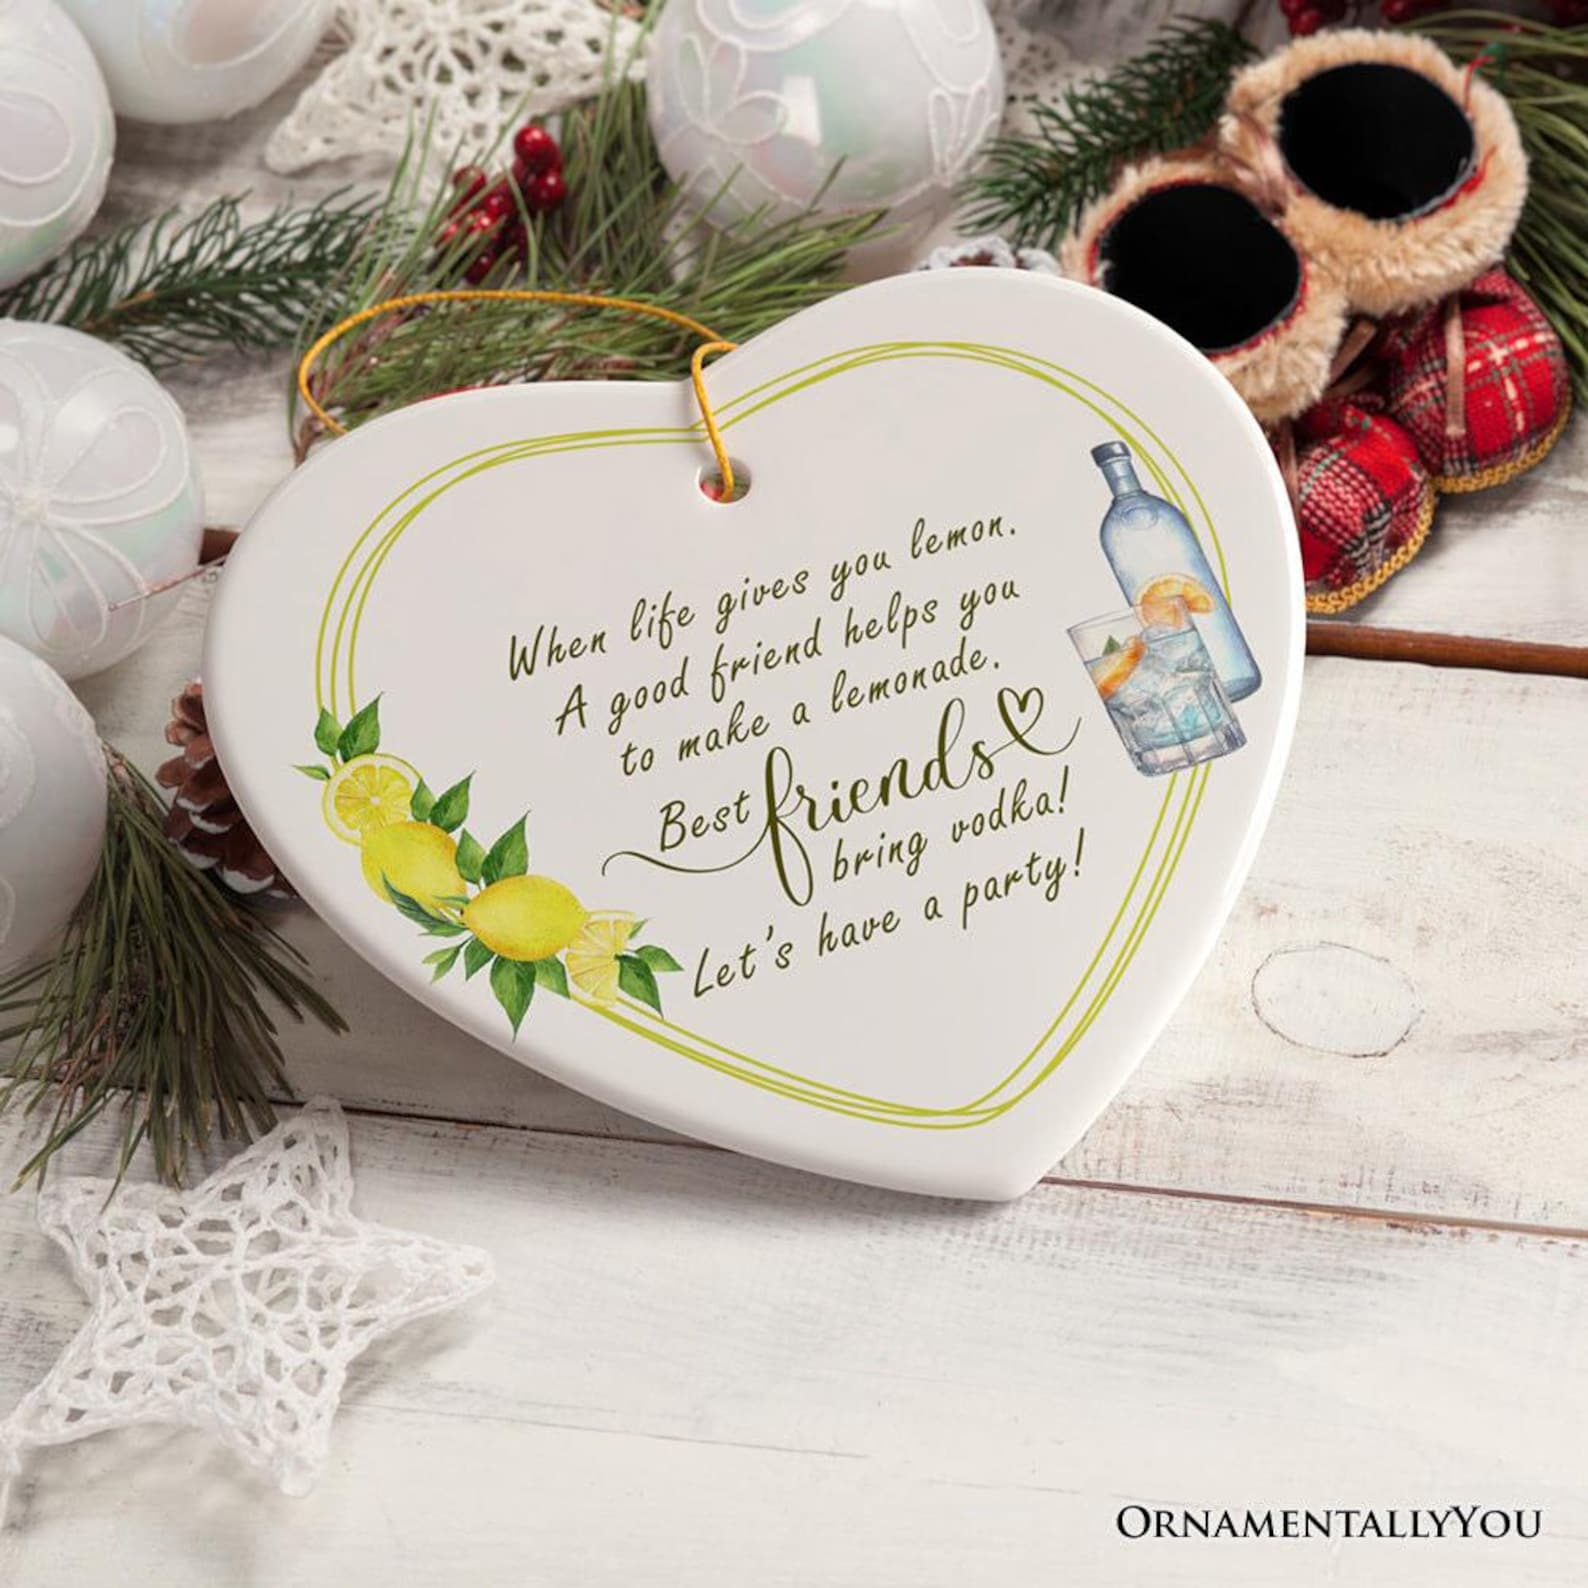 When life gives you lemon.
A good friend helps you
to make a lemonade.
Best friends
bring vodka!
Let's have a party!
OrnamentallyYou